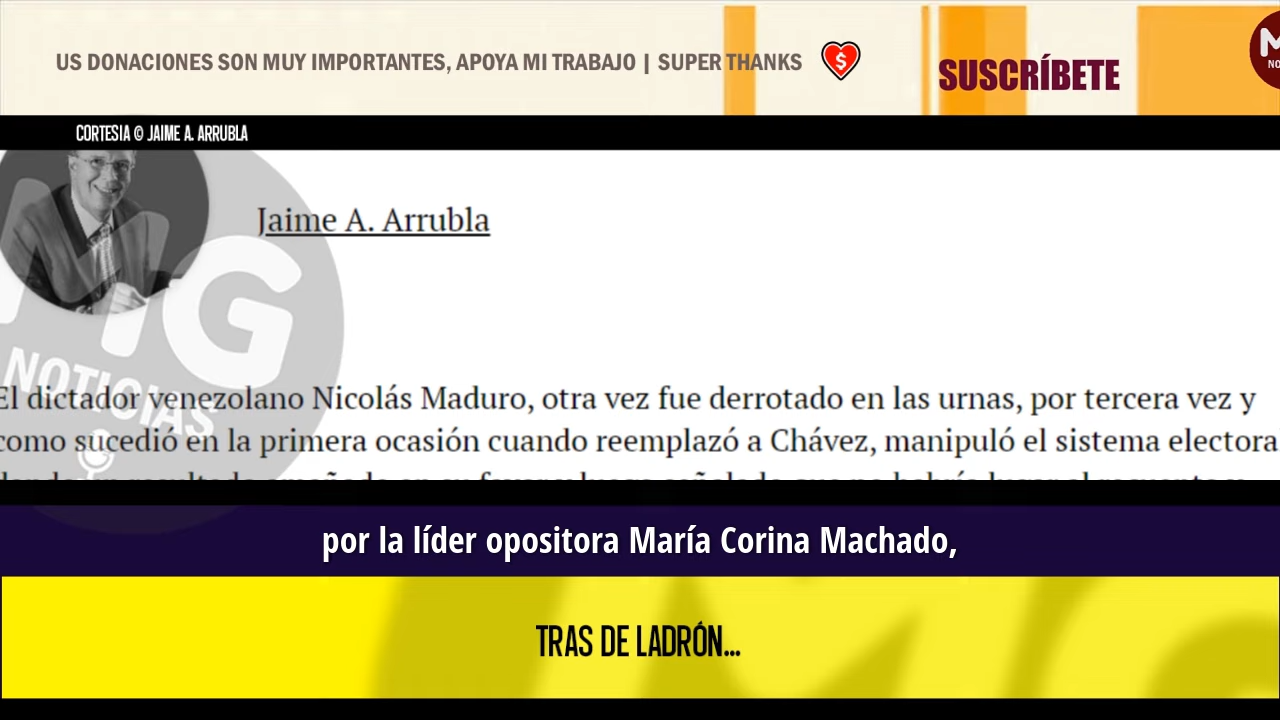 US DONACIONES SON MUY IMPORTANTES, APOYA MI TRABAJO | SUPER THANKS
SUSCRÍBETE
CORTESIA © JAIME A. ARRUBLA
Jaime A. Arrubla
MG
NOTICIAS
El dictador venezolano Nicolás Maduro, otra vez fue derrotado en las urnas, por tercera vez y
como sucedió en la primera ocasión cuando reemplazó a Chávez, manipuló el sistema electoral
por la líder opositora María Corina Machado,
TRAS DE LADRÓN...